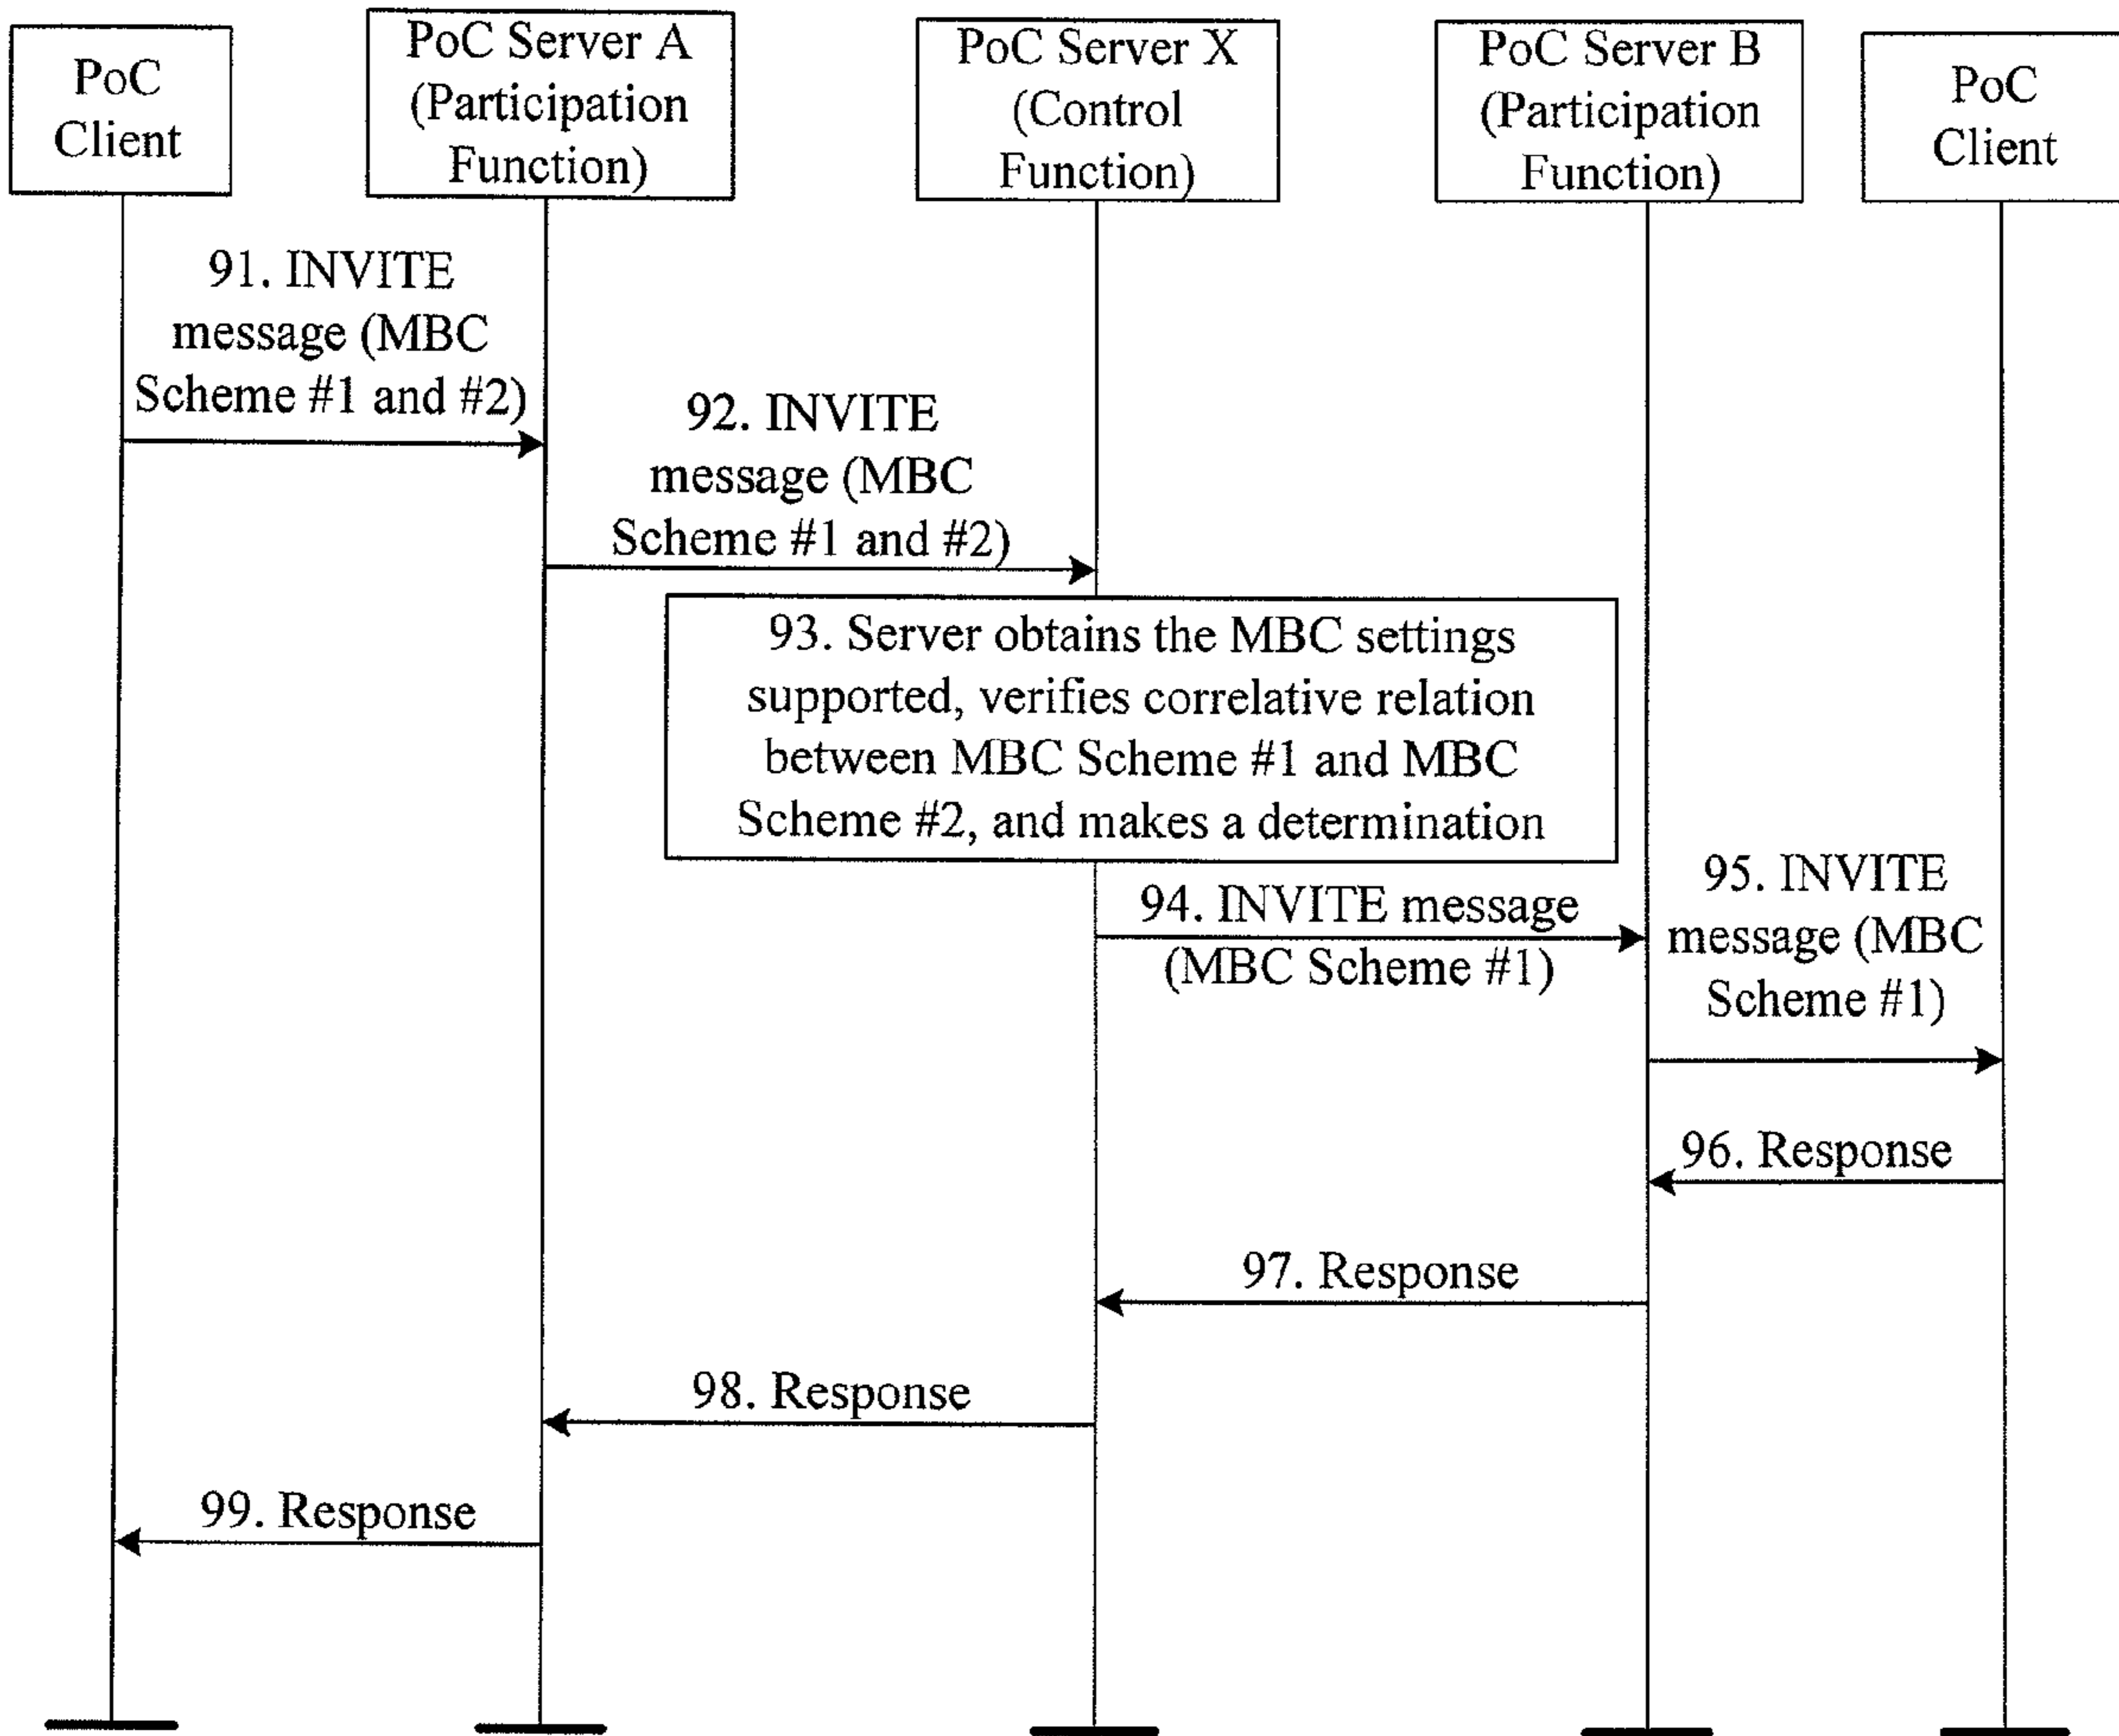 PoC
Client
PoC Server A
(Participation
Function)
PoC Server X
(Control
Function)
PoC Server B
(Participation
Function)
PoC
Client
91. INVITE
message (MBC
Scheme #1 and #2)
92. INVITE
message (MBC
Scheme #1 and #2)
93. Server obtains the MBC settings
supported, verifies correlative relation
between MBC Scheme #1 and MBC
Scheme #2, and makes a determination
94. INVITE message
(MBC Scheme #1)
95. INVITE
message (MBC
Scheme #1)
96. Response
97. Response
98. Response
99. Response